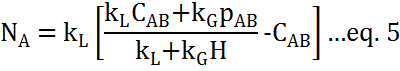 N_A = k_L [ (k_L C_AB + k_G p_AB) / (k_L + k_G H) - C_AB ] ...eq. 5